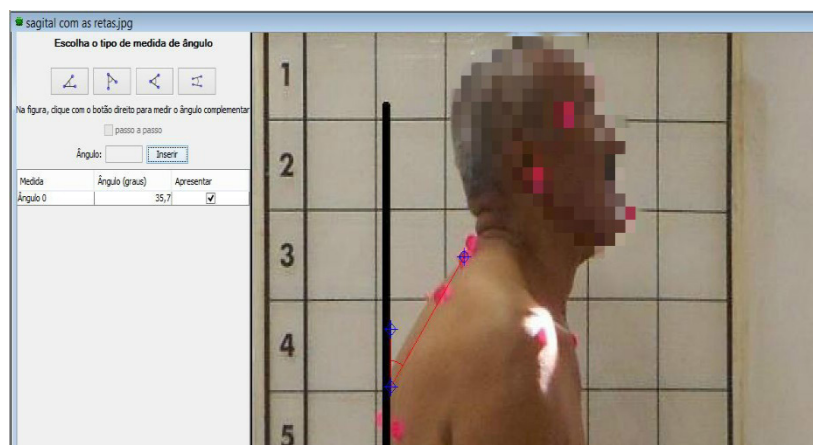 sagital com as retas.jpg
Escolha o tipo de medida de ângulo
Na figura, clique com o botão direito para medir o ângulo complementar
passo a passo
Ângulo: Inserir
Medida Ângulo (graus) Apresentar
Ângulo 0 35,7
1
2
3
4
5